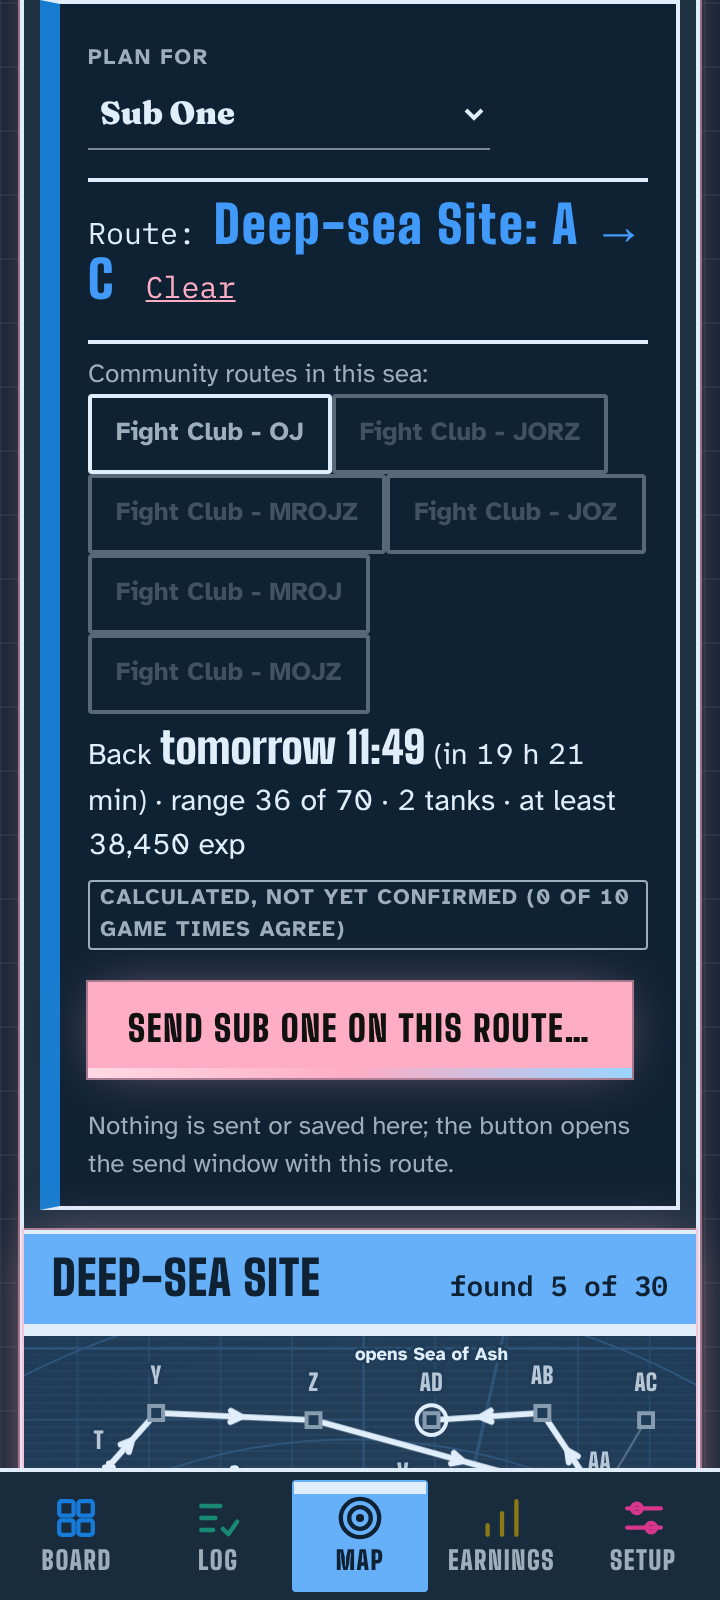 PLAN FOR
Sub One
Route: Deep-sea Site: A →
C Clear
Community routes in this sea:
Fight Club - OJ Fight Club - JORZ
Fight Club - MROJZ Fight Club - JOZ
Fight Club - MROJ
Fight Club - MOJZ
Back tomorrow 11:49 (in 19 h 21
min) · range 36 of 70 · 2 tanks · at least
38,450 exp
CALCULATED, NOT YET CONFIRMED (0 OF 10
GAME TIMES AGREE)
SEND SUB ONE ON THIS ROUTE…
Nothing is sent or saved here; the button opens
the send window with this route.
DEEP-SEA SITE found 5 of 30
opens Sea of Ash
Y Z AD AB AC
T
AA
BOARD LOG MAP EARNINGS SETUP